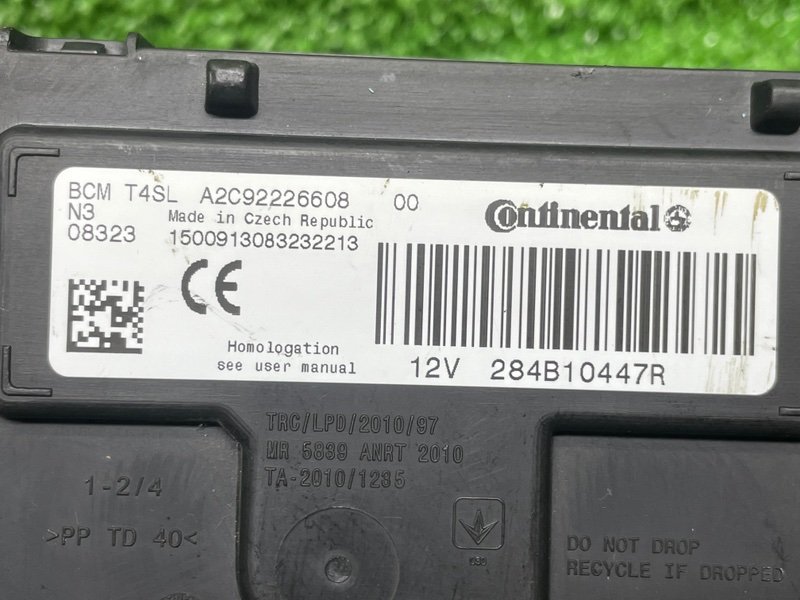 BCM T4SL A2C92226608 00
Continental
N3 Made in Czech Republic
08323 1500913083232213
CE
Homologation
see user manual
12V 284B10447R
TRC/LPD/2010/97
MR 5839 ANRT 2010
TA-2010/1235
1-2/4
>PP TD 40<
DO NOT DROP
RECYCLE IF DROPPED